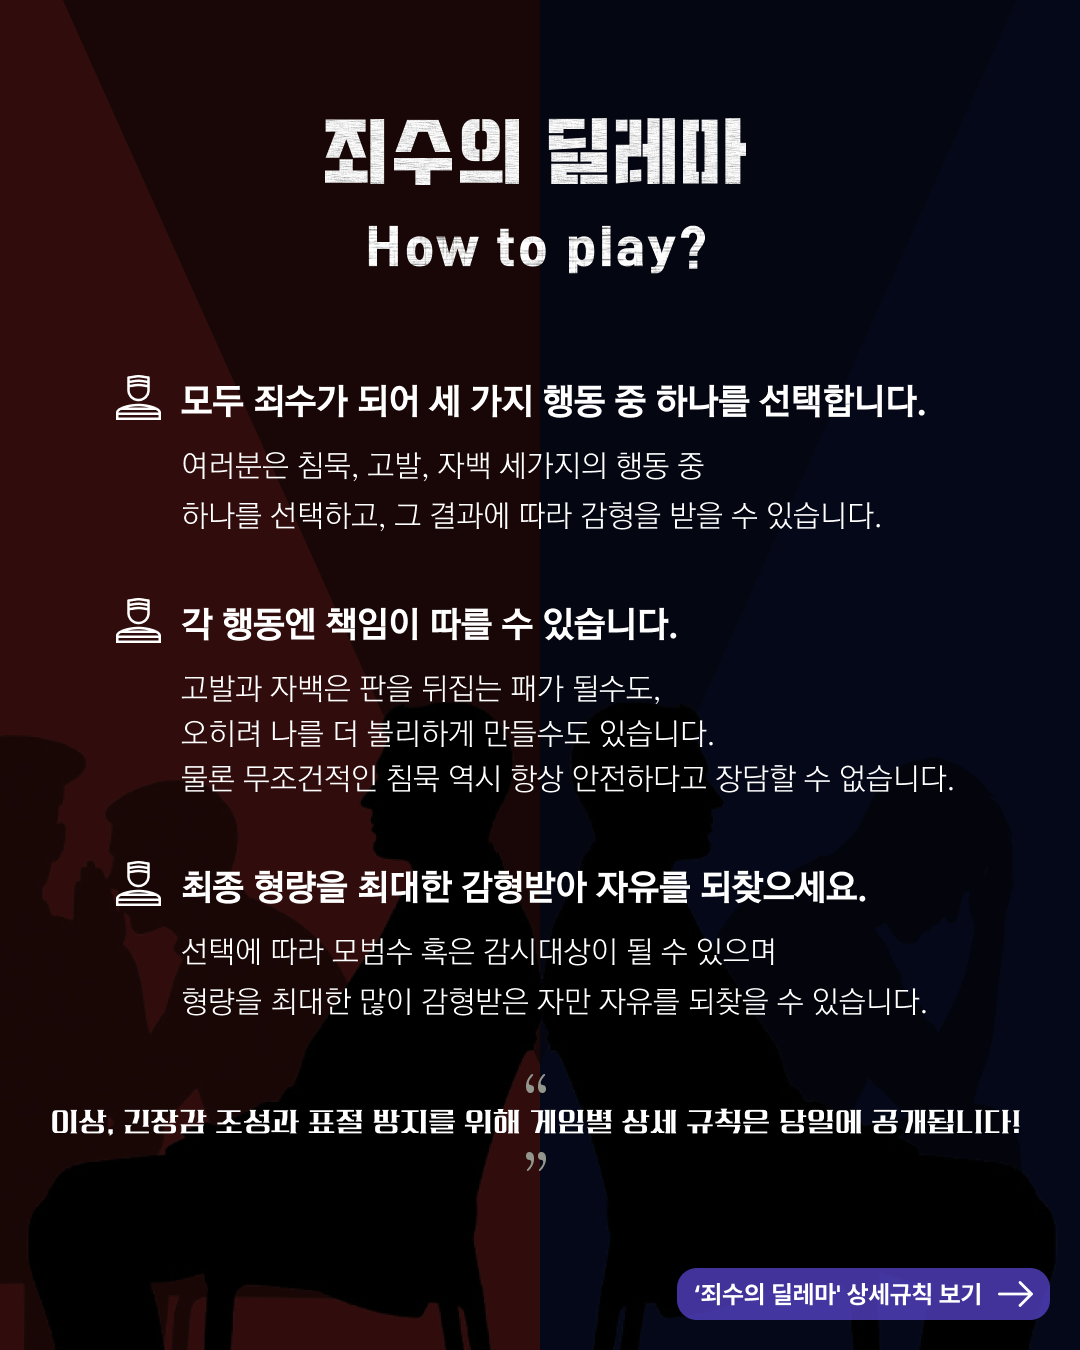 죄수의 딜레마
How to play?
모두 죄수가 되어 세 가지 행동 중 하나를 선택합니다.
여러분은 침묵, 고발, 자백 세가지의 행동 중
하나를 선택하고, 그 결과에 따라 감형을 받을 수 있습니다.
각 행동엔 책임이 따를 수 있습니다.
고발과 자백은 판을 뒤집는 패가 될수도,
오히려 나를 더 불리하게 만들수도 있습니다.
물론 무조건적인 침묵 역시 항상 안전하다고 장담할 수 없습니다.
최종 형량을 최대한 감형받아 자유를 되찾으세요.
선택에 따라 모범수 혹은 감시대상이 될 수 있으며
형량을 최대한 많이 감형받은 자만 자유를 되찾을 수 있습니다.
“
이상, 긴장감 조성과 표절 방지를 위해 게임별 상세 규칙은 당일에 공개됩니다!
”
‘죄수의 딜레마' 상세규칙 보기